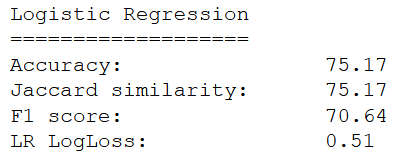 Logistic Regression
===================
Accuracy: 75.17
Jaccard similarity: 75.17
F1 score: 70.64
LR LogLoss: 0.51